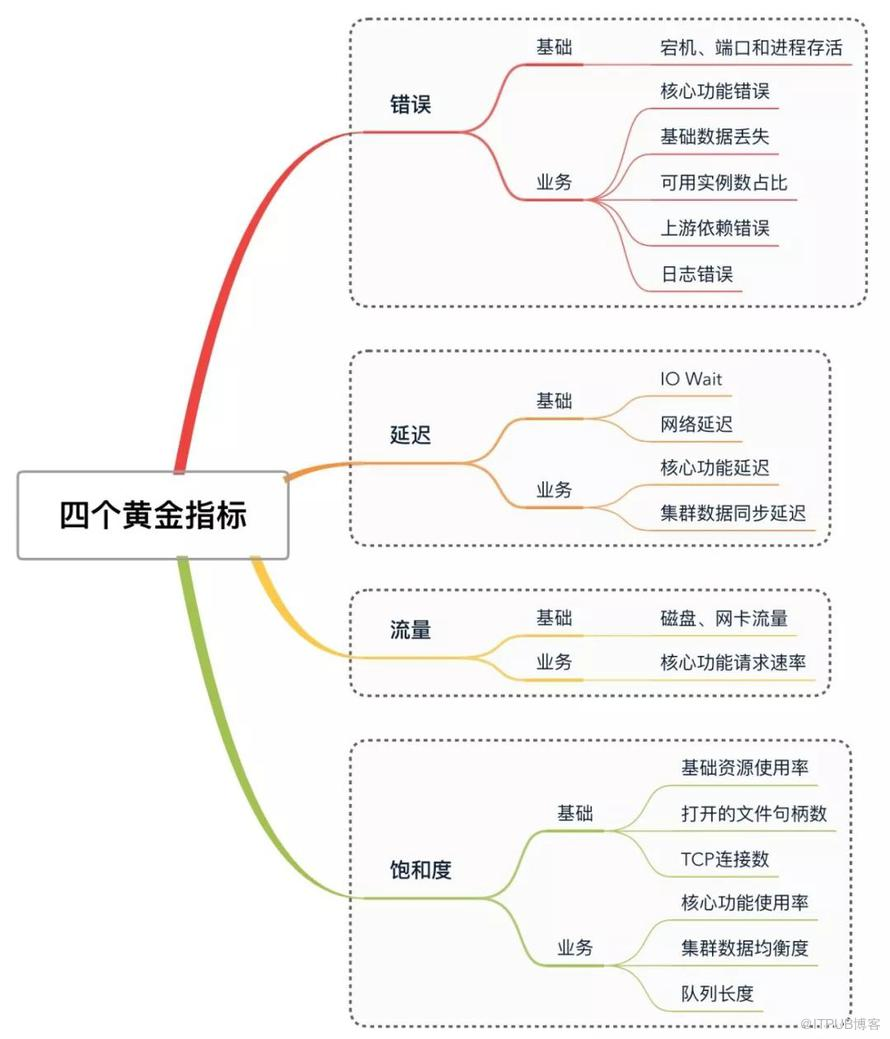 四个黄金指标
错误
基础
宕机、端口和进程存活
业务
核心功能错误
基础数据丢失
可用实例数占比
上游依赖错误
日志错误
延迟
基础
IO Wait
网络延迟
业务
核心功能延迟
集群数据同步延迟
流量
基础
磁盘、网卡流量
业务
核心功能请求速率
饱和度
基础
基础资源使用率
打开的文件句柄数
TCP连接数
业务
核心功能使用率
集群数据均衡度
队列长度
@ITPUB博客